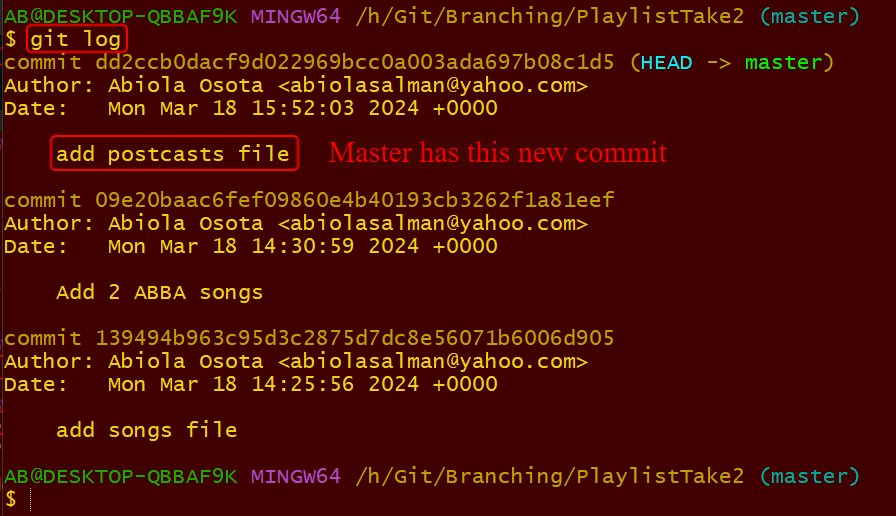 AB@DESKTOP-QBBAF9K MINGW64 /h/Git/Branching/PlaylistTake2 (master)
$ git log
commit dd2ccb0dacf9d022969bcc0a003ada697b08c1d5 (HEAD -> master)
Author: Abiola Osota <abiolasalman@yahoo.com>
Date:   Mon Mar 18 15:52:03 2024 +0000
add postcasts file Master has this new commit
commit 09e20baac6fef09860e4b40193cb3262f1a81eef
Author: Abiola Osota <abiolasalman@yahoo.com>
Date:   Mon Mar 18 14:30:59 2024 +0000
Add 2 ABBA songs
commit 139494b963c95d3c2875d7dc8e56071b6006d905
Author: Abiola Osota <abiolasalman@yahoo.com>
Date:   Mon Mar 18 14:25:56 2024 +0000
add songs file
AB@DESKTOP-QBBAF9K MINGW64 /h/Git/Branching/PlaylistTake2 (master)
$